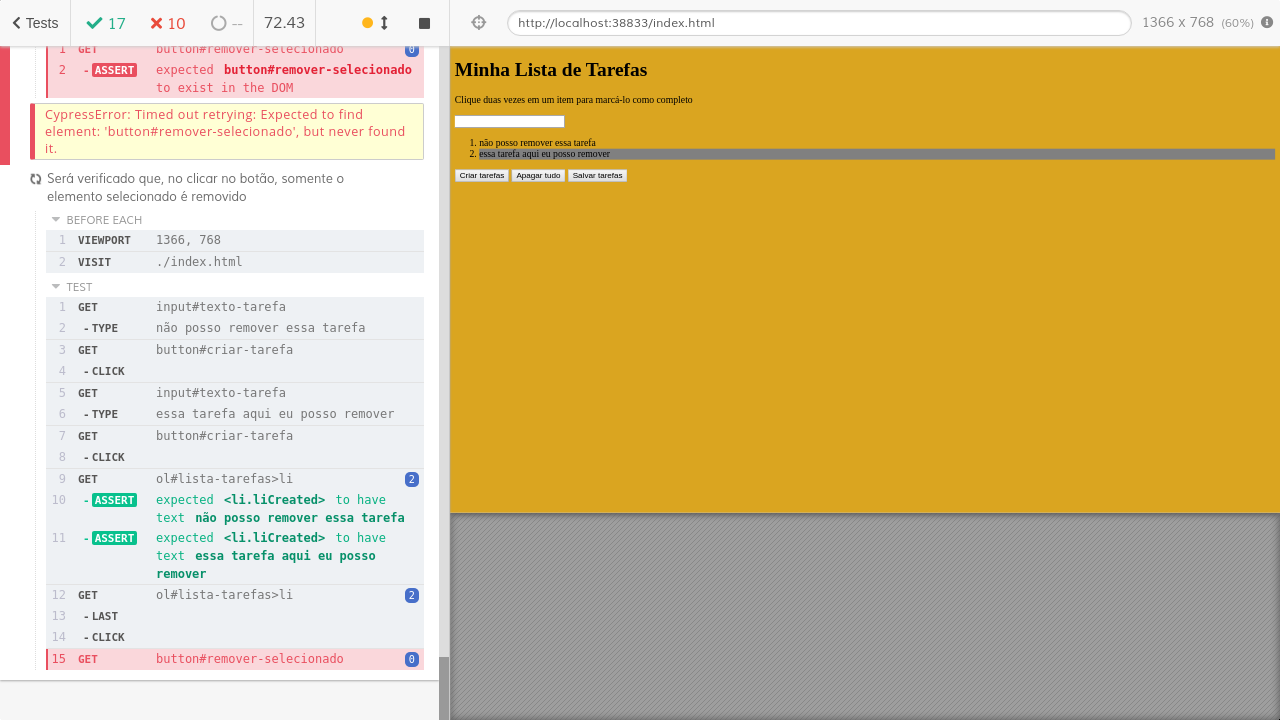 Tests
17
10
--
72.43
http://localhost:38833/index.html
1366 x 768 (60%)
1 GET button#remover-selecionado 0
2 - ASSERT expected button#remover-selecionado
to exist in the DOM
CypressError: Timed out retrying: Expected to find
element: 'button#remover-selecionado', but never found
it.
Será verificado que, no clicar no botão, somente o
elemento selecionado é removido
BEFORE EACH
1 VIEWPORT 1366, 768
2 VISIT ./index.html
TEST
1 GET input#texto-tarefa
2 - TYPE não posso remover essa tarefa
3 GET button#criar-tarefa
4 - CLICK
5 GET input#texto-tarefa
6 - TYPE essa tarefa aqui eu posso remover
7 GET button#criar-tarefa
8 - CLICK
9 GET ol#lista-tarefas>li 2
10 - ASSERT expected <li.liCreated> to have
text não posso remover essa tarefa
11 - ASSERT expected <li.liCreated> to have
text essa tarefa aqui eu posso
remover
12 GET ol#lista-tarefas>li 2
13 - LAST
14 - CLICK
15 GET button#remover-selecionado 0
Minha Lista de Tarefas
Clique duas vezes em um item para marcá-lo como completo
1. não posso remover essa tarefa
2. essa tarefa aqui eu posso remover
Criar tarefas Apagar tudo Salvar tarefas